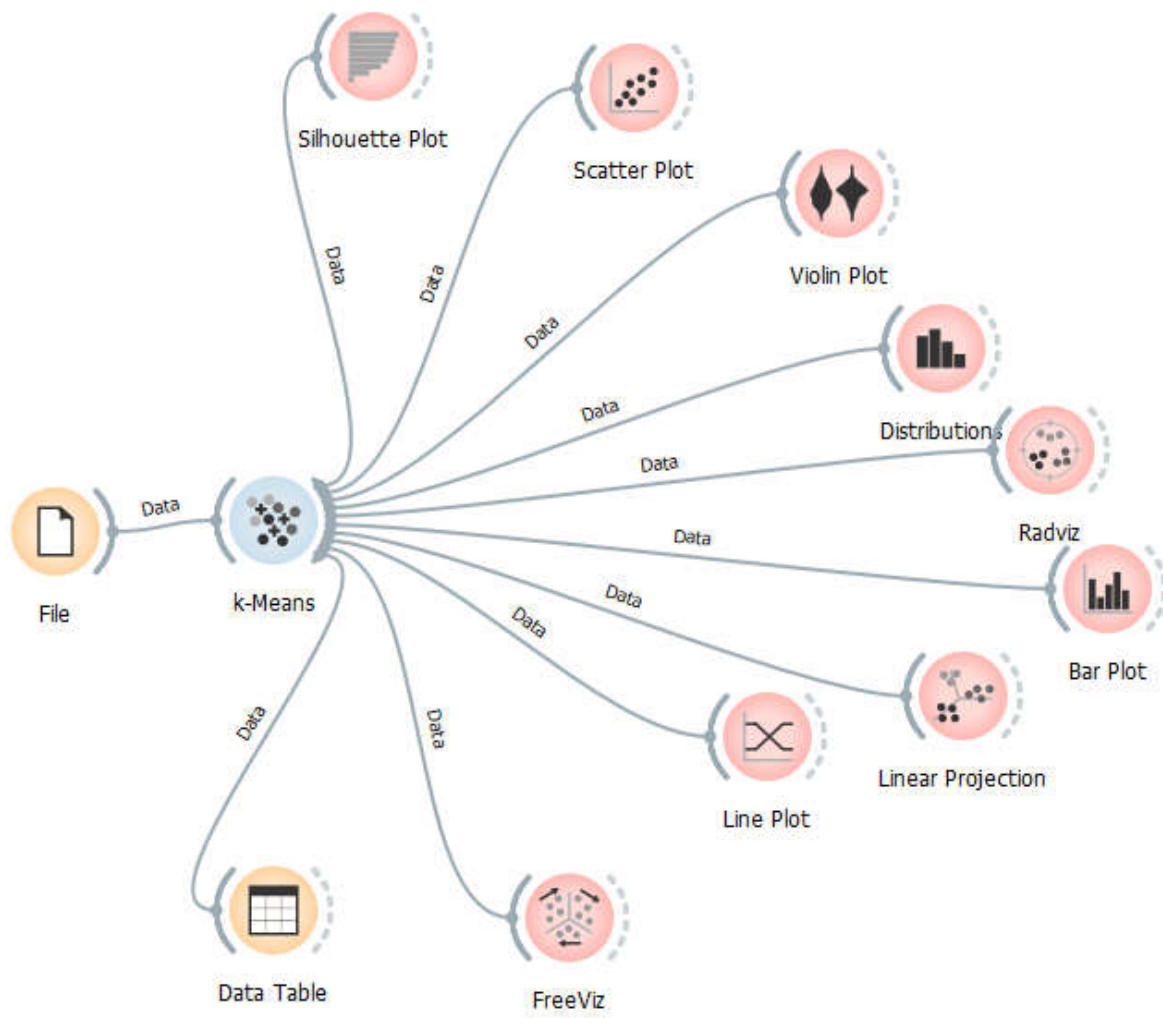 Silhouette Plot
Scatter Plot
Violin Plot
Data
Data
Data
Data
Distributions
Data
Radviz
Data
File
k-Means
Data
Data
Data
Bar Plot
Data
Data
Linear Projection
Line Plot
Data Table
FreeViz